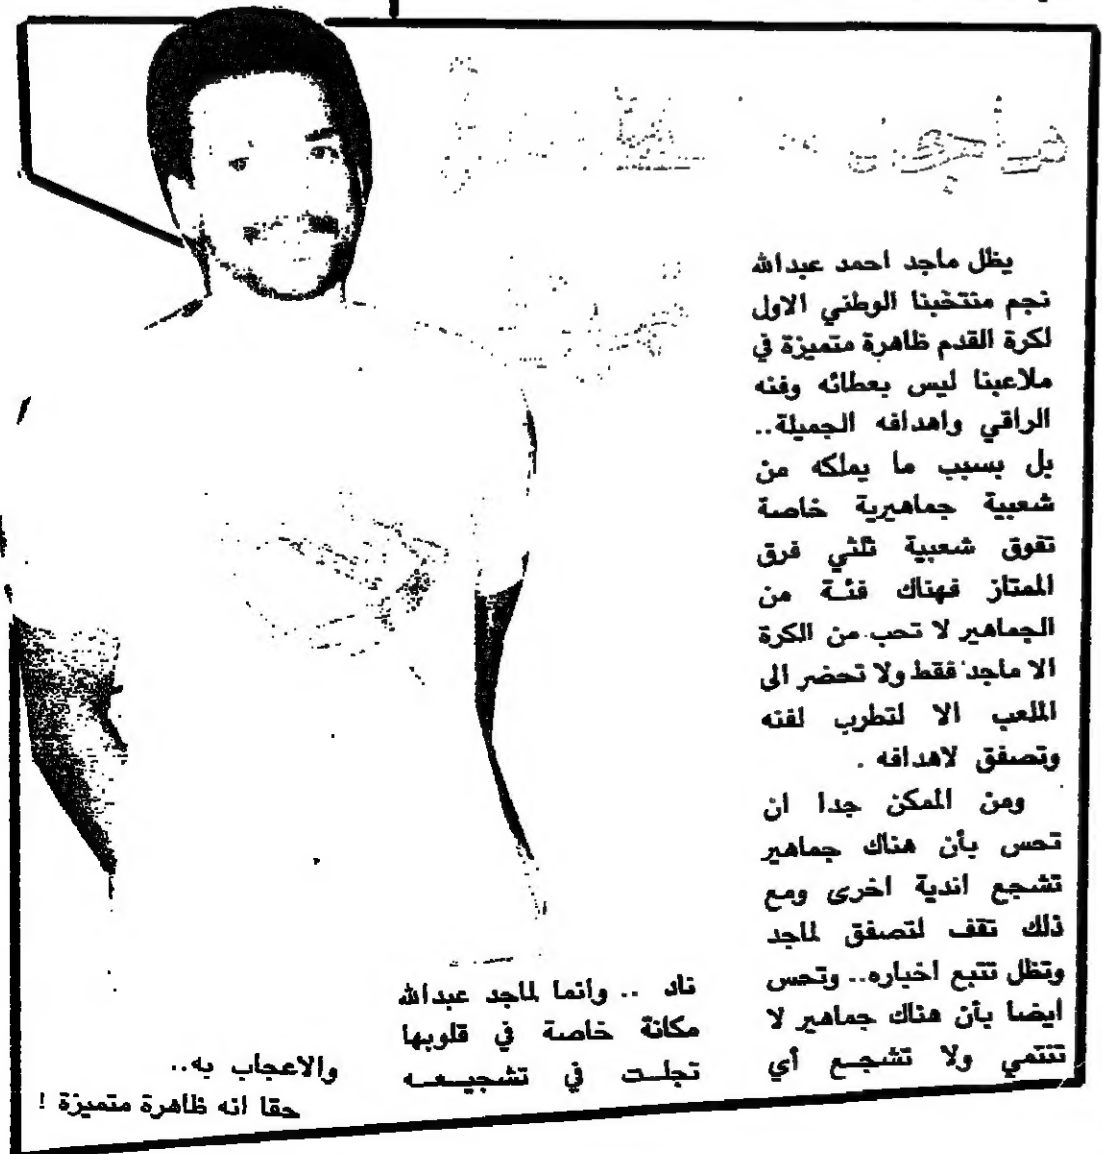 يظل ماجد احمد عبدالله
نجم منتخبنا الوطني الاول
لكرة القدم ظاهرة متميزة في
ملاعبنا ليس بعطائه وفنه
الراقي واهدافه الجميلة..
بل بسبب ما يملكه من
شعبية جماهيرية خاصة
تفوق شعبية ثلثي فرق
الممتاز فهناك فئة من
الجماهير لا تحب من الكرة
الا ماجد فقط ولا تحضر الى
الملعب الا لتطرب لفنه
وتصفق لاهدافه .
ومن الممكن جدا ان
تحس بأن هناك جماهير
تشجع اندية اخرى ومع
ذلك تقف لتصفق لماجد
وتظل تتبع اخباره.. وتحس
ايضا بأن هناك جماهير لا
تنتمي ولا تشجع أي
ناد .. وانما لماجد عبدالله
مكانة خاصة في قلوبها
تجلت في تشجيعه
والاعجاب به..
حقا انه ظاهرة متميزة !